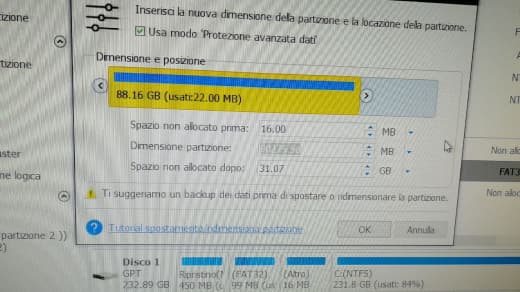 Inserisci la nuova dimensione della partizione e la locazione della partizione.
Usa modo 'Protezione avanzata dati'
Dimensione e posizione
88.16 GB (usati:22.00 MB)
Spazio non allocato prima: 16.00 MB
Dimensione partizione: MB
Spazio non allocato dopo: 31.07 GB
Ti suggeriamo un backup dei dati prima di spostare o ridimensionare la partizione.
Tutorial spostamento/ridimensiona partizione
OK
Annulla
zione
tizione
ster
ne logica
partizione 2 ))
2)
F
NT
NT
Non allo
FAT3
Non alloc
Disco 1
GPT
232.89 GB
Ripristino(
450 MB (u
(FAT32)
99 MB (us
(Altro)
16 MB
C:(NTFS)
231.8 GB (usati: 84%)